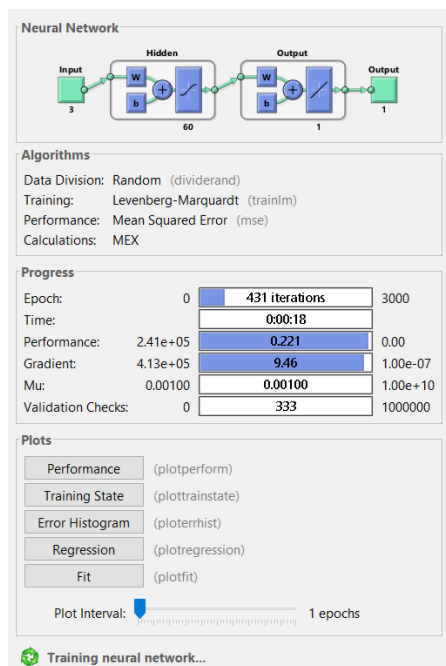 Neural Network
Hidden Output
Input Output
W W
b b
3 60 1 1
Algorithms
Data Division: Random (dividerand)
Training: Levenberg-Marquardt (trainlm)
Performance: Mean Squared Error (mse)
Calculations: MEX
Progress
Epoch: 0 431 iterations 3000
Time: 0:00:18
Performance: 2.41e+05 0.221 0.00
Gradient: 4.13e+05 9.46 1.00e-07
Mu: 0.00100 0.00100 1.00e+10
Validation Checks: 0 333 1000000
Plots
Performance (plotperform)
Training State (plottrainstate)
Error Histogram (ploterrhist)
Regression (plotregression)
Fit (plotfit)
Plot Interval: 1 epochs
Training neural network...